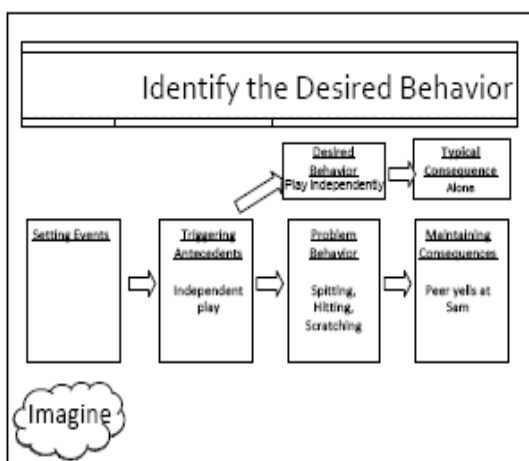 Identify the Desired Behavior
Desired
Behavior
Play Independently
Typical
Consequence
Alone
Setting Events
Triggering
Antecedents
Independent
play
Problem
Behavior
Spitting,
Hitting,
Scratching
Maintaining
Consequences
Peer yells at
Sam
Imagine